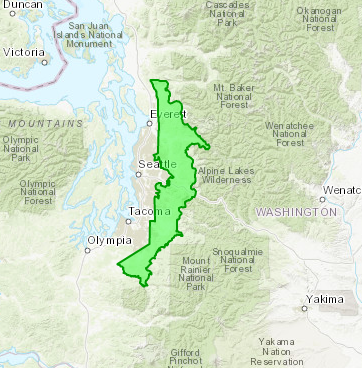 Duncan
Victoria
San Juan
Islands National
Monument
Cascades
National
Park
Okanogan
National
Forest
Mt. Baker
National
Forest
Everett
MOUNTAINS
Olympic
National
Park
Wenatchee
National
Forest
Seattle
Alpine Lakes
Wilderness
Olympic
National
Forest
Wenatc
Tacoma
WASHINGTON
Olympia
Snoqualmie
National
Forest
Mount
Rainier
National
Park
Yakima
Yakama
Nation
Reservation
Gifford
Pinchot